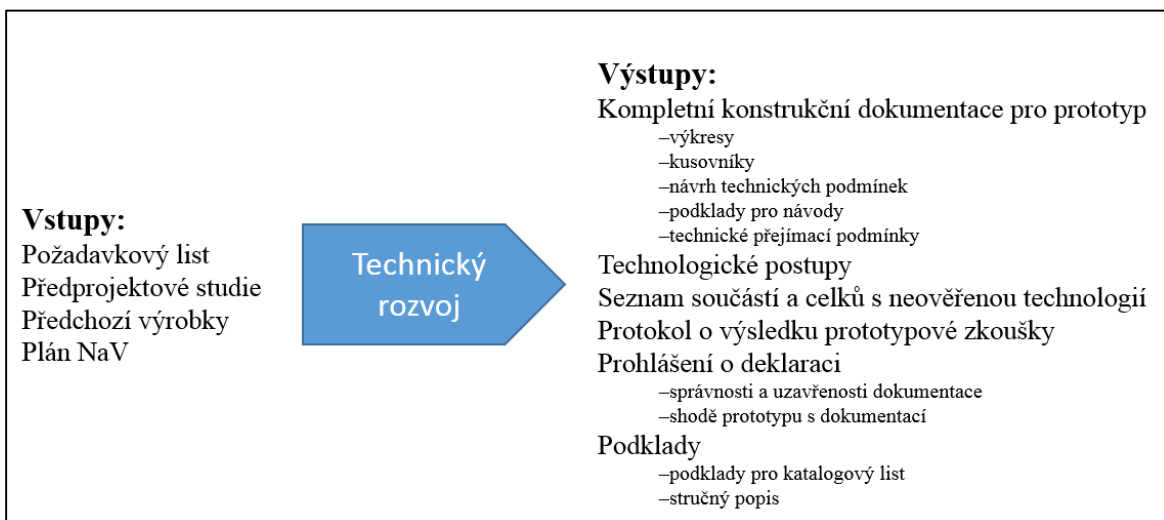 Vstupy:
Požadavkový list
Předprojektové studie
Předchozí výrobky
Plán NaV
Technický
rozvoj
Výstupy:
Kompletní konstrukční dokumentace pro prototyp
–výkresy
–kusovníky
–návrh technických podmínek
–podklady pro návody
–technické přejímací podmínky
Technologické postupy
Seznam součástí a celků s neověřenou technologií
Protokol o výsledku prototypové zkoušky
Prohlášení o deklaraci
–správnosti a uzavřenosti dokumentace
–shodě prototypu s dokumentací
Podklady
–podklady pro katalogový list
–stručný popis